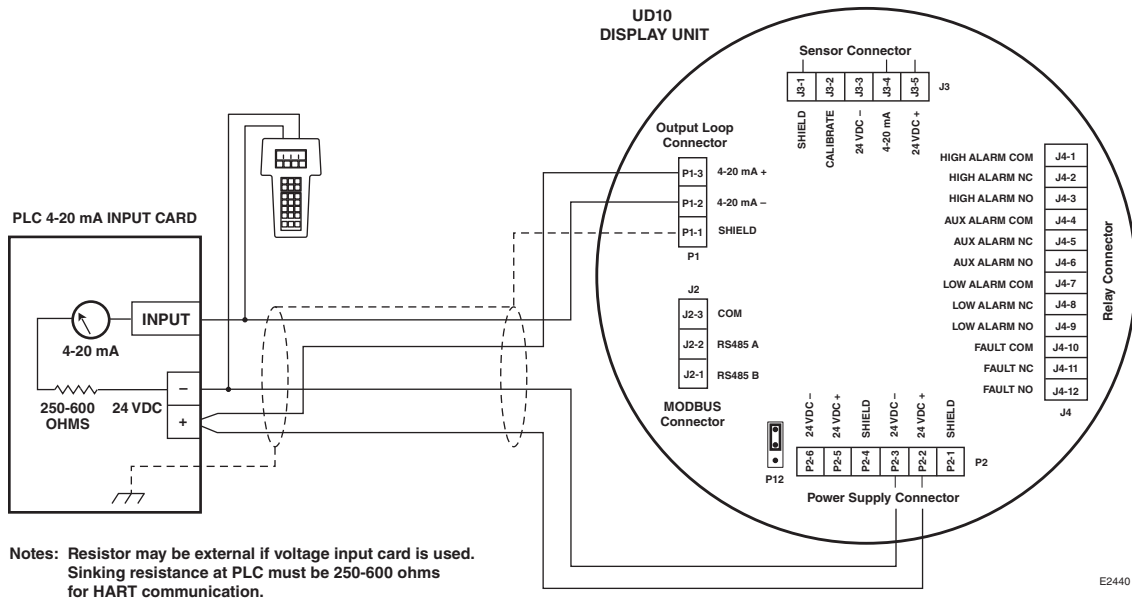 UD10
DISPLAY UNIT
Sensor Connector
J3-1
J3-2
J3-3
J3-4
J3-5
J3
SHIELD
CALIBRATE
24 VDC –
4-20 mA
24 VDC +
Output Loop
Connector
P1-3 4-20 mA +
P1-2 4-20 mA –
P1-1 SHIELD
P1
HIGH ALARM COM J4-1
HIGH ALARM NC J4-2
HIGH ALARM NO J4-3
AUX ALARM COM J4-4
AUX ALARM NC J4-5
AUX ALARM NO J4-6
LOW ALARM COM J4-7
LOW ALARM NC J4-8
LOW ALARM NO J4-9
FAULT COM J4-10
FAULT NC J4-11
FAULT NO J4-12
J4
Relay Connector
PLC 4-20 mA INPUT CARD
INPUT
4-20 mA
24 VDC
–
+
250-600
OHMS
J2
J2-3 COM
J2-2 RS485 A
J2-1 RS485 B
MODBUS
Connector
P12
24 VDC –
24 VDC +
SHIELD
24 VDC –
24 VDC +
SHIELD
P2-6
P2-5
P2-4
P2-3
P2-2
P2-1
P2
Power Supply Connector
Notes: Resistor may be external if voltage input card is used.
Sinking resistance at PLC must be 250-600 ohms
for HART communication.
E2440